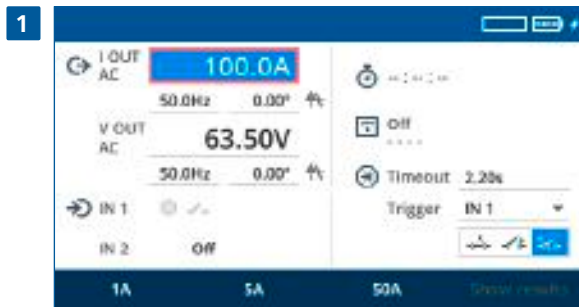 1
I OUT
AC
100.0A
50.0Hz 0.00°
V OUT
AC
63.50V
50.0Hz 0.00°
IN 1
IN 2 Off
--:--:--
Off
----
Timeout 2.20s
Trigger IN 1
1A 5A 50A Show results